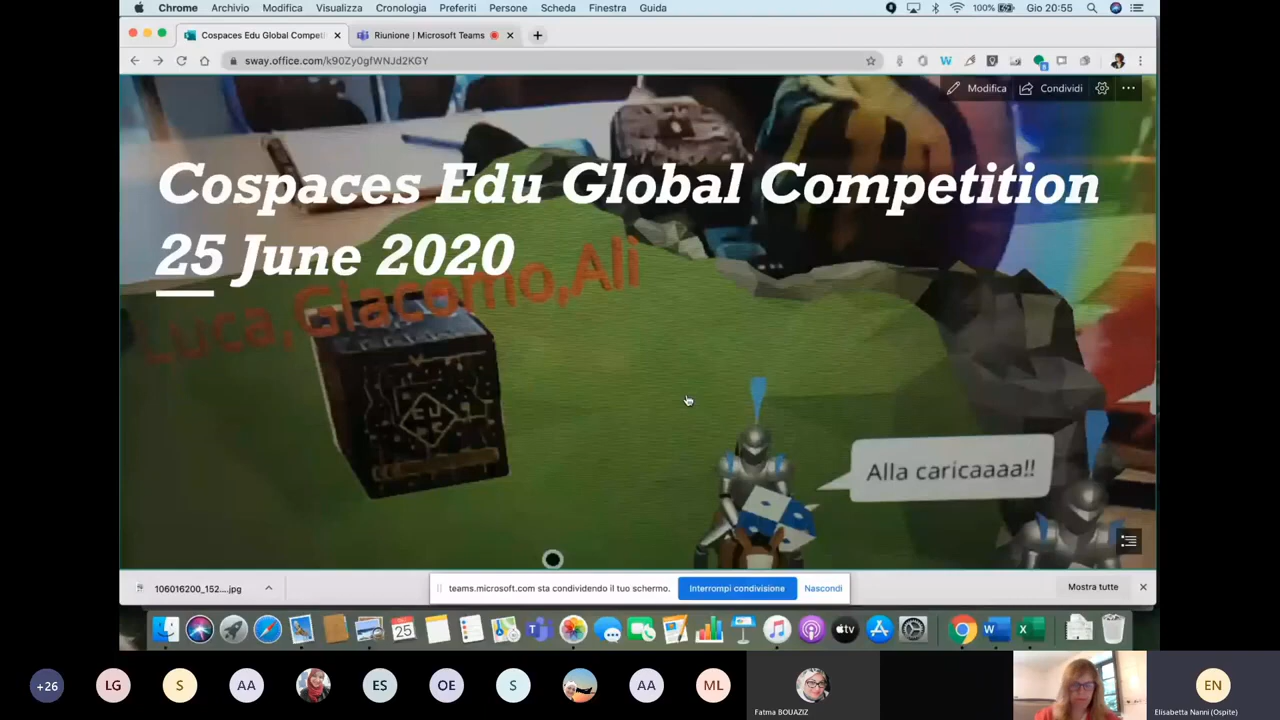 Chrome Archivio Modifica Visualizza Cronologia Preferiti Persone Scheda Finestra Guida 100% Gio 20:55
Cospaces Edu Global Competi Riunione | Microsoft Teams
sway.office.com/k90Zy0gfWNJd2KGY
Modifica Condividi
Cospaces Edu Global Competition
25 June 2020
Luca,Giacomo,Ali
Alla caricaaaa!!
106016200_152....jpg
teams.microsoft.com sta condividendo il tuo schermo. Interrompi condivisione Nascondi
Mostra tutte
25 tv W X
+26 LG S AA ES OE S AA ML EN
Fatma BOUAZIZ Elisabetta Nanni (Ospite)